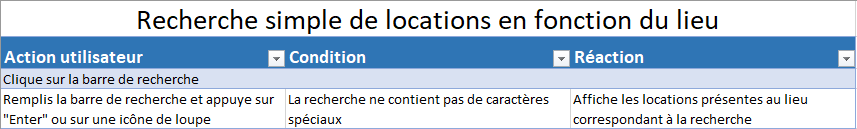 Recherche simple de locations en fonction du lieu
Action utilisateur Condition Réaction
Clique sur la barre de recherche
Remplis la barre de recherche et appuye sur
"Enter" ou sur une icône de loupe
La recherche ne contient pas de caractères
spéciaux
Affiche les locations présentes au lieu
correspondant à la recherche